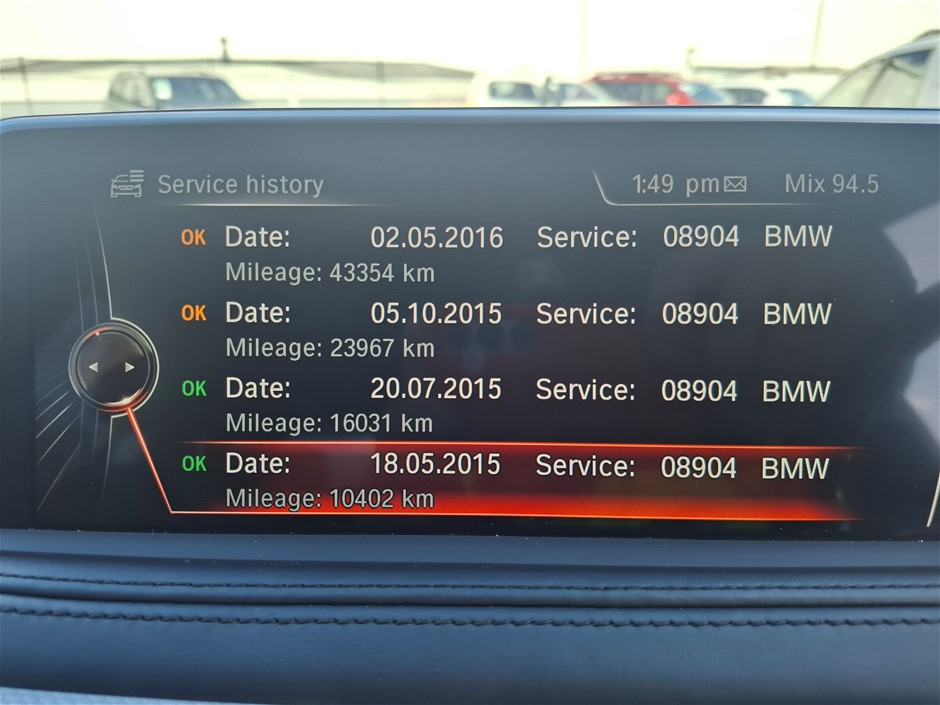 Service history 1:49 pm Mix 94.5
OK Date: 02.05.2016 Service: 08904 BMW
Mileage: 43354 km
OK Date: 05.10.2015 Service: 08904 BMW
Mileage: 23967 km
OK Date: 20.07.2015 Service: 08904 BMW
Mileage: 16031 km
OK Date: 18.05.2015 Service: 08904 BMW
Mileage: 10402 km